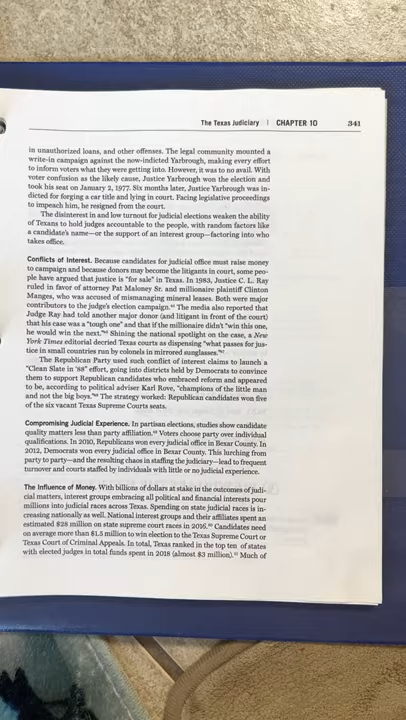 The Texas Judiciary | CHAPTER 10 341
in unauthorized loans, and other offenses. The legal community mounted a
write-in campaign against the now-indicted Yarbrough, making every effort
to inform voters what they were getting into. However, it was to no avail. With
voter confusion as the likely cause, Justice Yarbrough won the election and
took his seat on January 2, 1977. Six months later, Justice Yarbrough was in-
dicted for forging a car title and lying in court. Facing legislative proceedings
to impeach him, he resigned from the court.
The disinterest in and low turnout for judicial elections weaken the ability
of Texans to hold judges accountable to the people, with random factors like
a candidate's name—or the support of an interest group—factoring into who
takes office.
Conflicts of Interest. Because candidates for judicial office must raise money
to campaign and because donors may become the litigants in court, some peo-
ple have argued that justice is "for sale" in Texas. In 1983, Justice C. L. Ray
ruled in favor of attorney Pat Maloney Sr. and millionaire plaintiff Clinton
Manges, who was accused of mismanaging mineral leases. Both were major
contributors to the judge's election campaign. The media also reported that
Judge Ray had told another major donor (and litigant in front of the court)
that his case was a "tough one" and that if the millionaire didn't "win this one,
he would win the next." Shining the national spotlight on the case, a New
York Times editorial decried Texas courts as dispensing "what passes for jus-
tice in small countries run by colonels in mirrored sunglasses."
The Republican Party used such conflict of interest claims to launch a
"Clean Slate in '88" effort, going into districts held by Democrats to convince
them to support Republican candidates who embraced reform and appeared
to be, according to political adviser Karl Rove, "champions of the little man
and not the big boys." The strategy worked: Republican candidates won five
of the six vacant Texas Supreme Courts seats.
Compromising Judicial Experience. In partisan elections, studies show candidate
quality matters less than party affiliation. Voters choose party over individual
qualifications. In 2010, Republicans won every judicial office in Bexar County. In
2012, Democrats won every judicial office in Bexar County. This lurching from
party to party—and the resulting chaos in staffing the judiciary—lead to frequent
turnover and courts staffed by individuals with little or no judicial experience.
The Influence of Money. With billions of dollars at stake in the outcomes of judi-
cial matters, interest groups embracing all political and financial interests pour
millions into judicial races across Texas. Spending on state judicial races is in-
creasing nationally as well. National interest groups and their affiliates spent an
estimated $28 million on state supreme court races in 2016. Candidates need
on average more than $1.5 million to win election to the Texas Supreme Court or
Texas Court of Criminal Appeals. In total, Texas ranked in the top ten of states
with elected judges in total funds spent in 2018 (almost $3 million). Much of